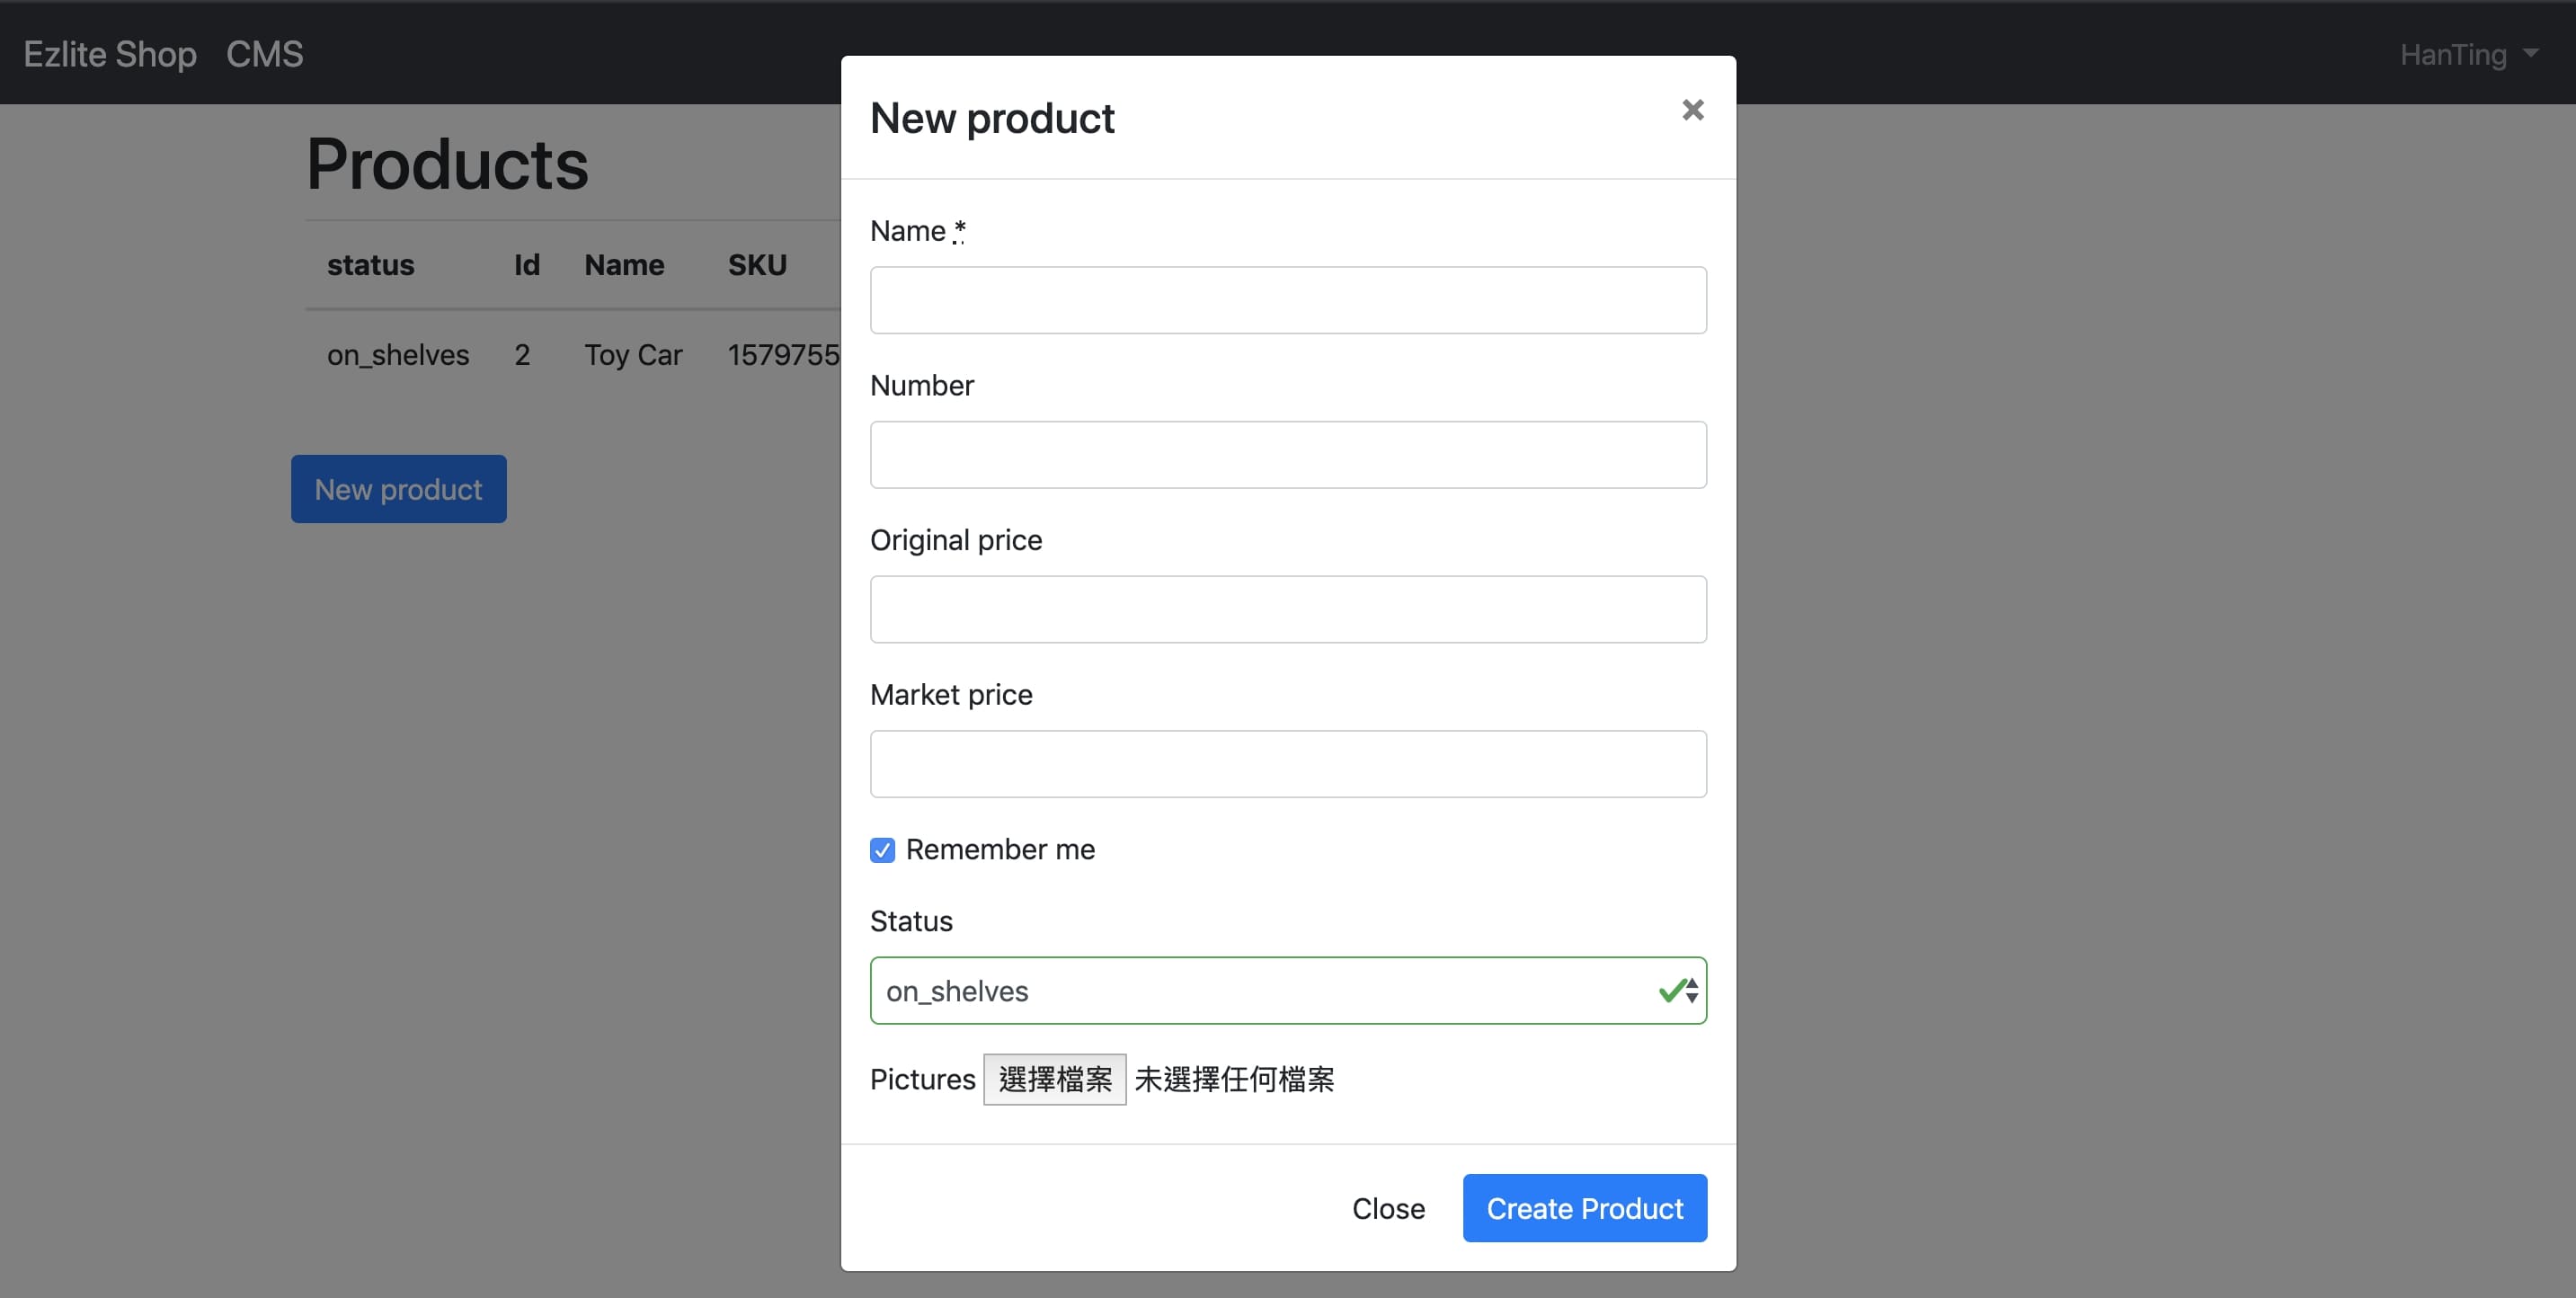 Ezlite Shop CMS HanTing
Products
status Id Name SKU
on_shelves 2 Toy Car 1579755
New product
New product ×
Name *
Number
Original price
Market price
Remember me
Status
on_shelves
Pictures 選擇檔案 未選擇任何檔案
Close Create Product